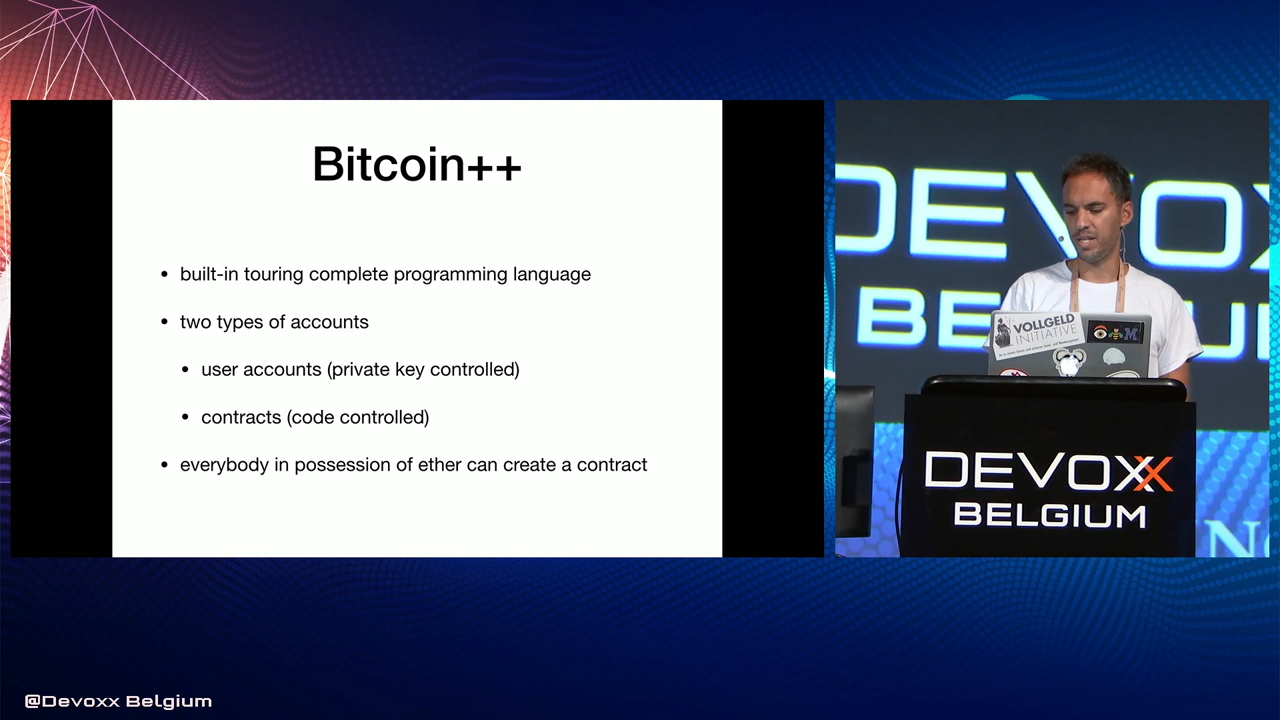 Bitcoin++
• built-in touring complete programming language
• two types of accounts
• user accounts (private key controlled)
• contracts (code controlled)
• everybody in possession of ether can create a contract
DEVOX
BE
VOLLGELD
INITIATIVE
M
DEVOXX
BELGIUM
@Devoxx Belgium